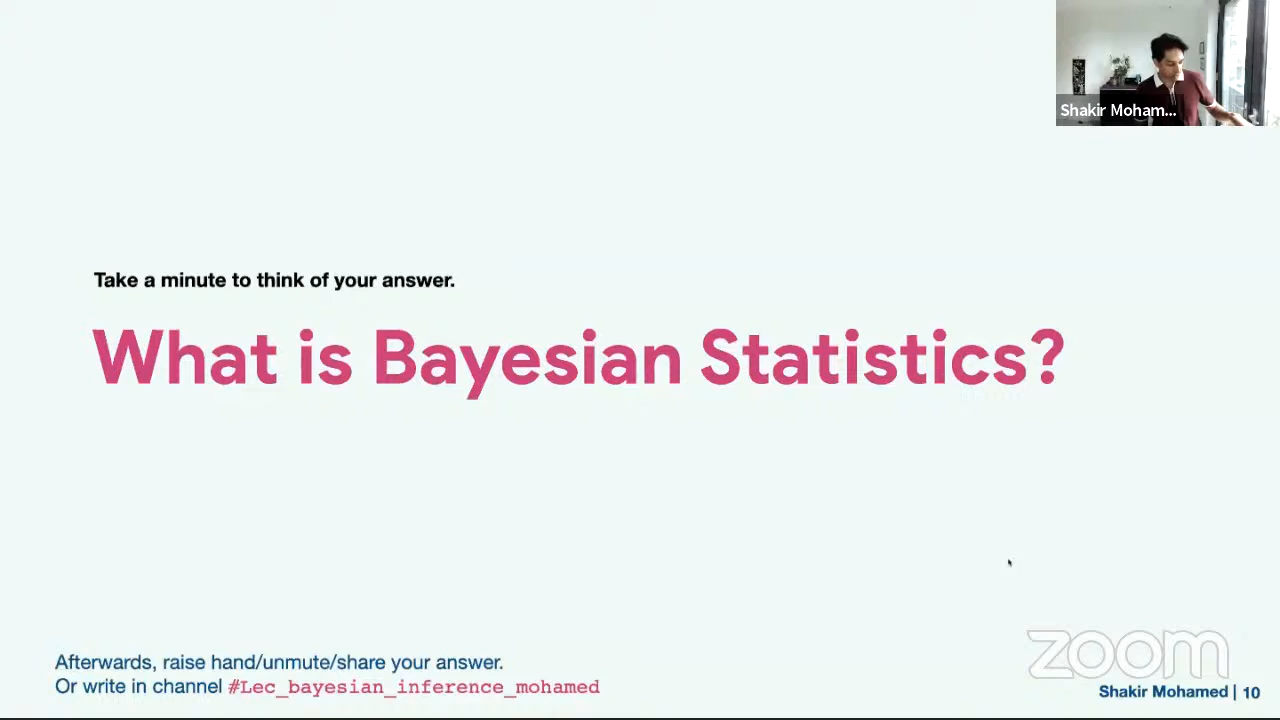 Shakir Moham...
Take a minute to think of your answer.
What is Bayesian Statistics?
Afterwards, raise hand/unmute/share your answer.
Or write in channel #Lec_bayesian_inference_mohamed
zoom
Shakir Mohamed | 10